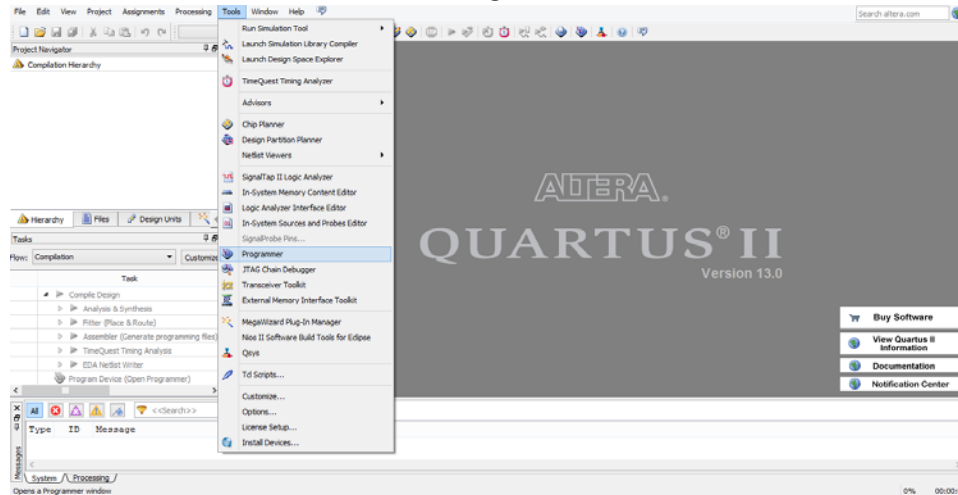 File Edit View Project Assignments Processing Tools Window Help
Search altera.com
Project Navigator
Compilation Hierarchy
Run Simulation Tool
Launch Simulation Library Compiler
Launch Design Space Explorer
TimeQuest Timing Analyzer
Advisors
Chip Planner
Design Partition Planner
Netlist Viewers
SignalTap II Logic Analyzer
In-System Memory Content Editor
Logic Analyzer Interface Editor
In-System Sources and Probes Editor
SignalProbe Pins...
Programmer
JTAG Chain Debugger
Transceiver Toolkit
External Memory Interface Toolkit
MegaWizard Plug-In Manager
Nios II Software Build Tools for Eclipse
Qsys
Tcl Scripts...
Customize...
Options...
License Setup...
Install Devices...
Hierarchy Files Design Units
Tasks
Flow: Compilation Customize
Task
Compile Design
Analysis & Synthesis
Fitter (Place & Route)
Assembler (Generate programming files)
TimeQuest Timing Analysis
EDA Netlist Writer
Program Device (Open Programmer)
ALTERA.
QUARTUS® II
Version 13.0
Buy Software
View Quartus II
Information
Documentation
Notification Center
All <<Search>>
Type ID Message
Messages
System Processing
Opens a Programmer window
0% 00:00: